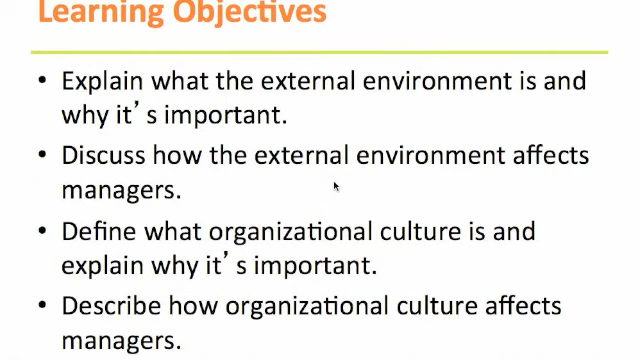 Learning Objectives
• Explain what the external environment is and
why it's important.
• Discuss how the external environment affects
managers.
• Define what organizational culture is and
explain why it's important.
• Describe how organizational culture affects
managers.